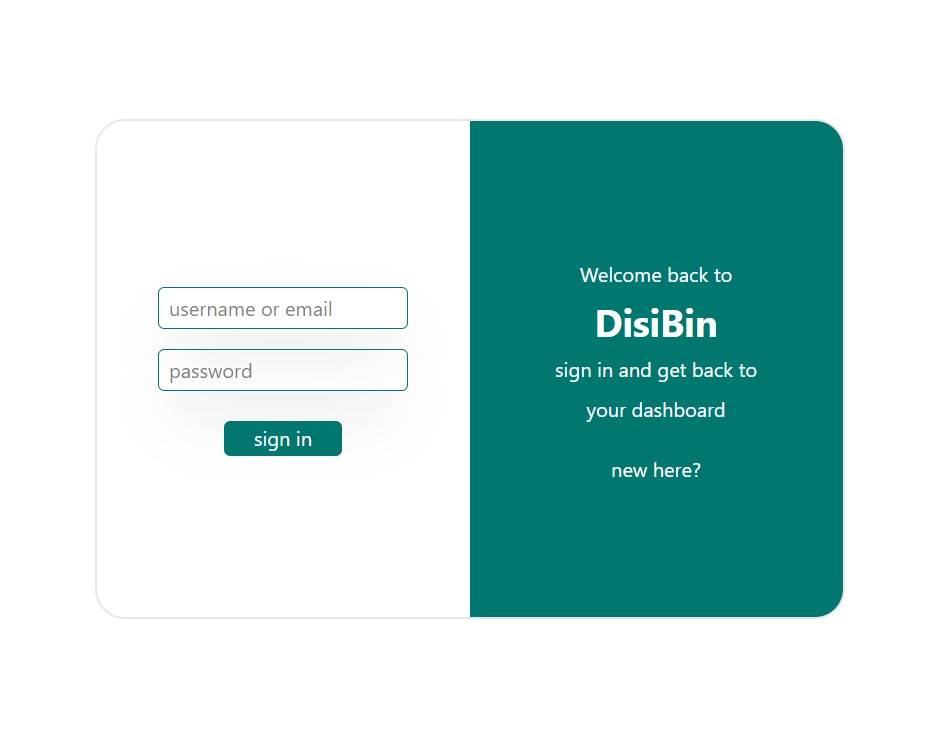 username or email
password
sign in
Welcome back to
DisiBin
sign in and get back to
your dashboard
new here?